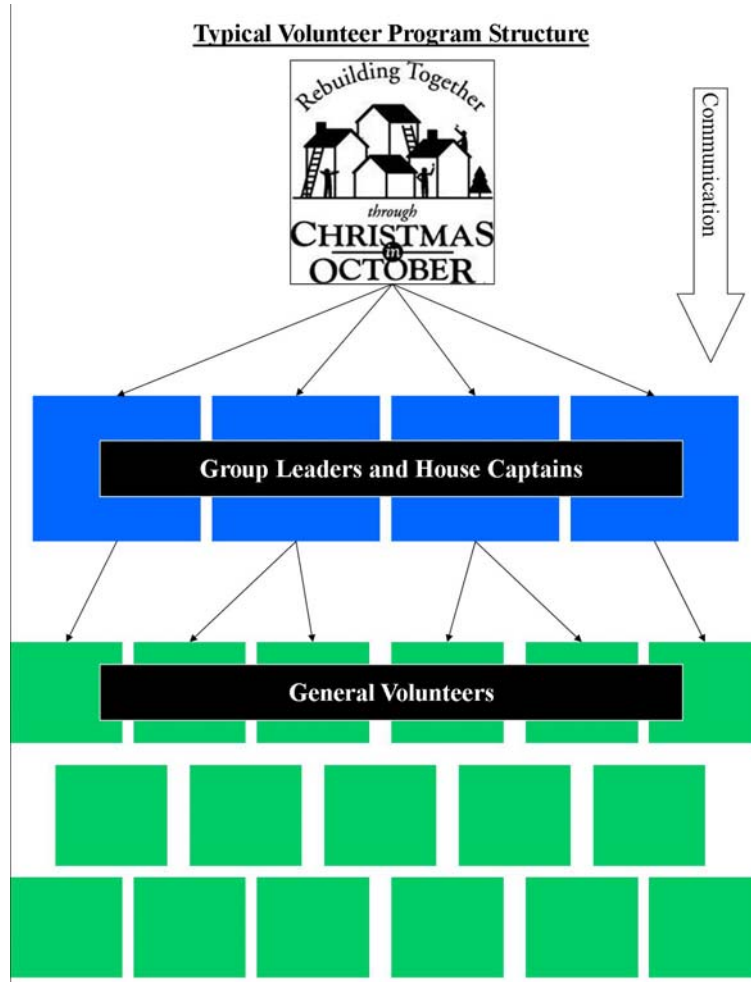 Typical Volunteer Program Structure
Rebuilding Together
through
CHRISTMAS
in
OCTOBER
Communication
Group Leaders and House Captains
General Volunteers